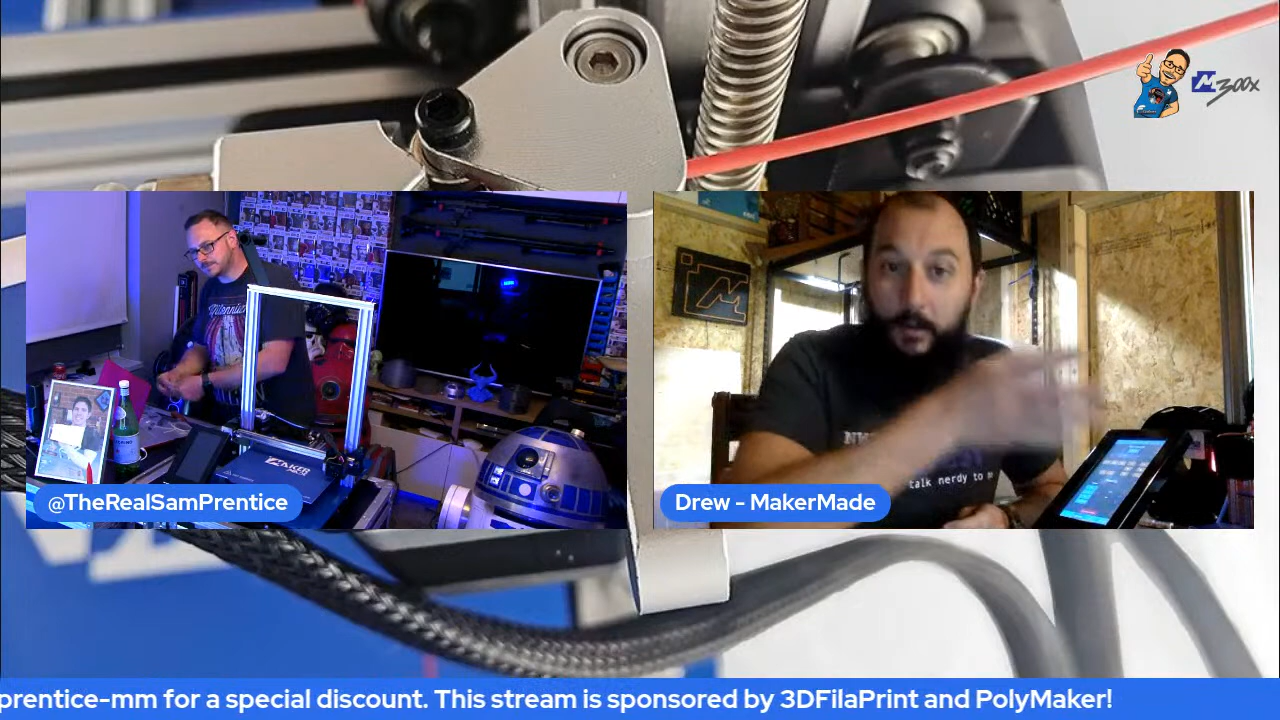 300x
@TheRealSamPrentice
Drew - MakerMade
talk nerdy to m
prentice-mm for a special discount. This stream is sponsored by 3DFilaPrint and PolyMaker!